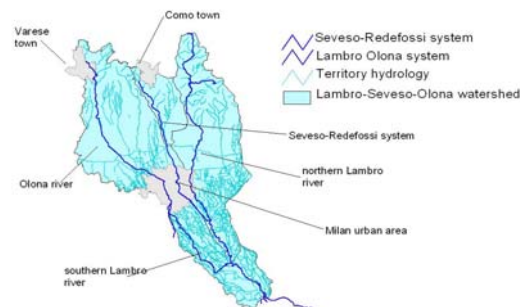 Varese
town
Como town
Seveso-Redefossi system
Lambro Olona system
Territory hydrology
Lambro-Seveso-Olona watershed
Seveso-Redefossi system
Olona river
northern Lambro
river
Milan urban area
southern Lambro
river